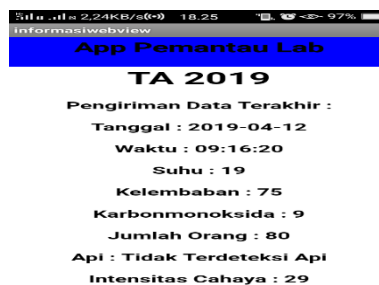 2,24KB/s 18.25 97%
informasiwebview
App Pemantau Lab
TA 2019
Pengiriman Data Terakhir :
Tanggal : 2019-04-12
Waktu : 09:16:20
Suhu : 19
Kelembaban : 75
Karbonmonoksida : 9
Jumlah Orang : 80
Api : Tidak Terdeteksi Api
Intensitas Cahaya : 29